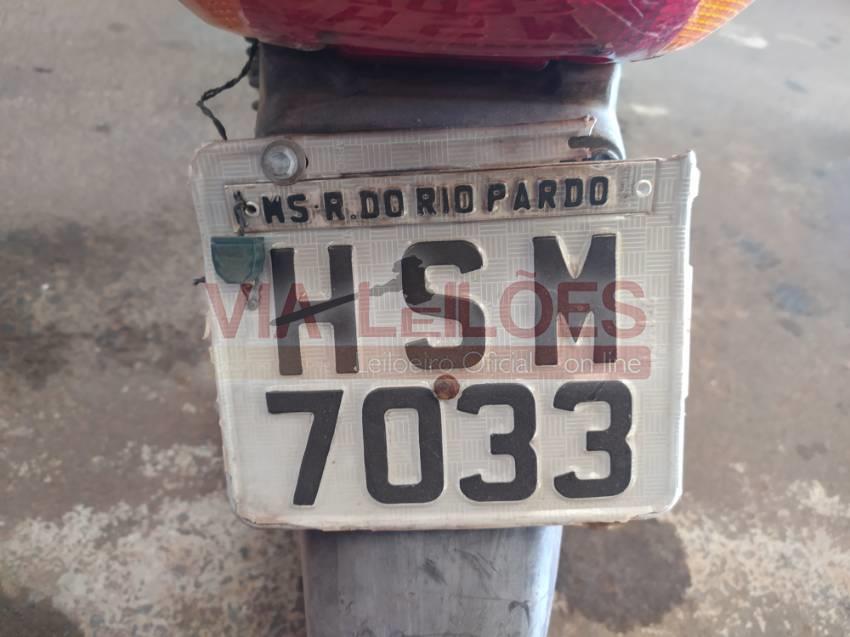 MS-R.DO RIO PARDO
HSM
VIA LEILÕES
Leiloeiro Oficial on-line
7033